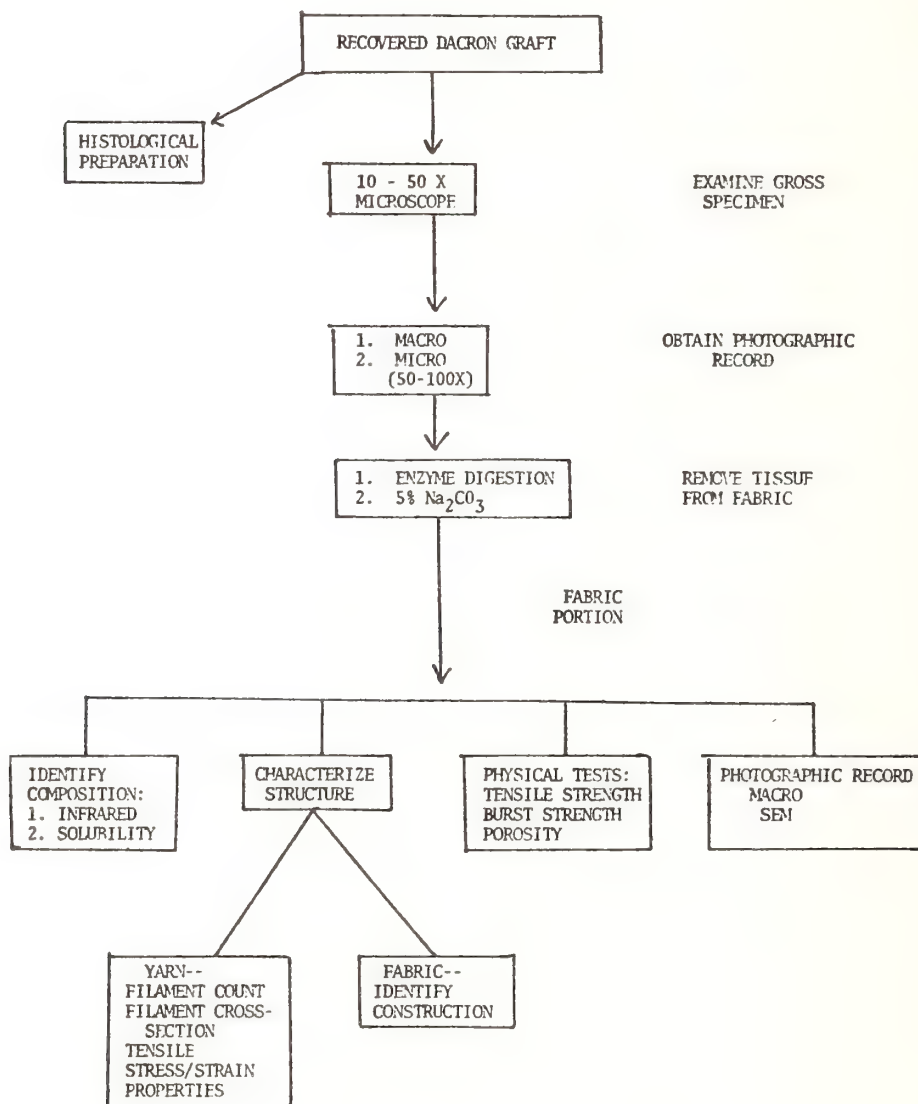 RECOVERED DACRON GRAFT
HISTOLOGICAL
PREPARATION
10 - 50 X
MICROSCOPE
EXAMINE GROSS
SPECIMEN
1. MACRO
2. MICRO
(50-100X)
OBTAIN PHOTOGRAPHIC
RECORD
1. ENZYME DIGESTION
2. 5% Na₂CO₃
REMOVE TISSUE
FROM FABRIC
FABRIC
PORTION
IDENTIFY
COMPOSITION:
1. INFRARED
2. SOLUBILITY
CHARACTERIZE
STRUCTURE
PHYSICAL TESTS:
TENSILE STRENGTH
BURST STRENGTH
POROSITY
PHOTOGRAPHIC RECORD
MACRO
SEM
YARN--
FILAMENT COUNT
FILAMENT CROSS-
SECTION
TENSILE
STRESS/STRAIN
PROPERTIES
FABRIC--
IDENTIFY
CONSTRUCTION